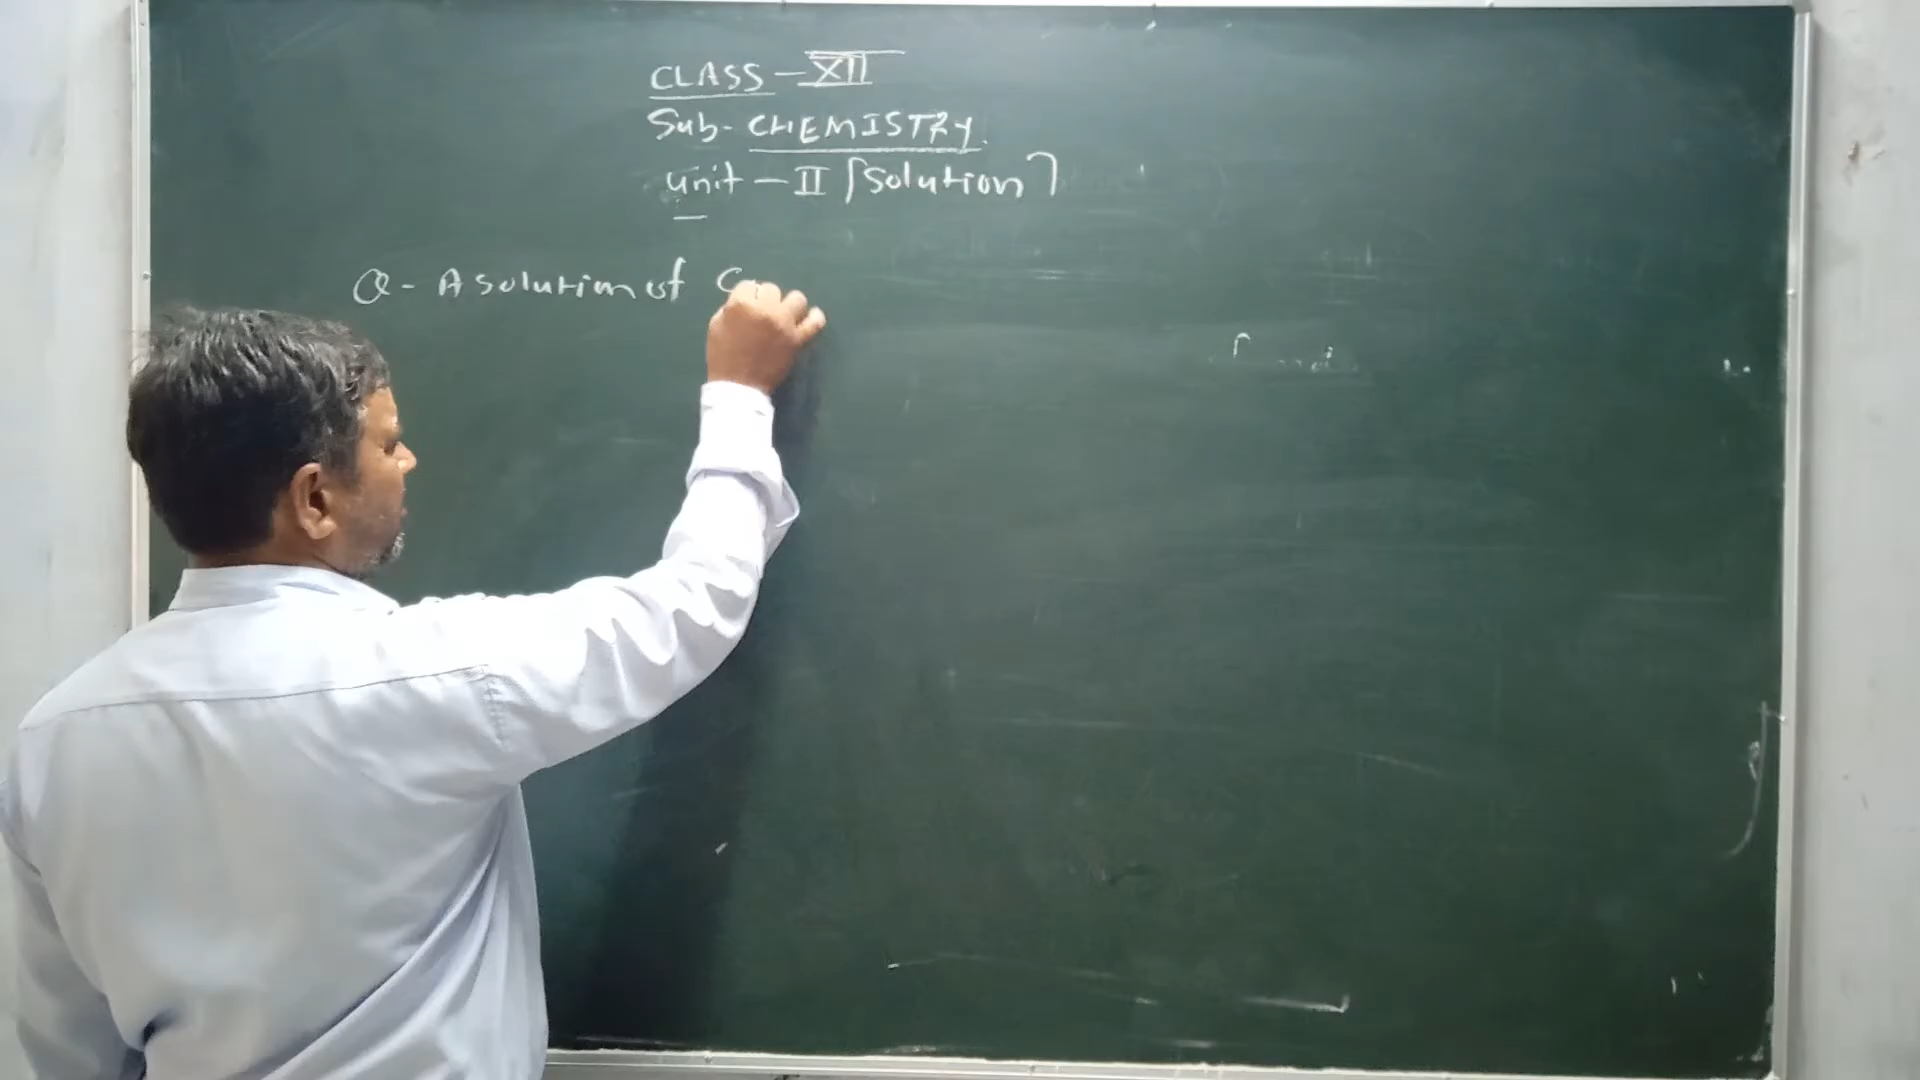 CLASS - XII
Sub- CHEMISTRY.
Unit - II [Solution]
Q - A solution of